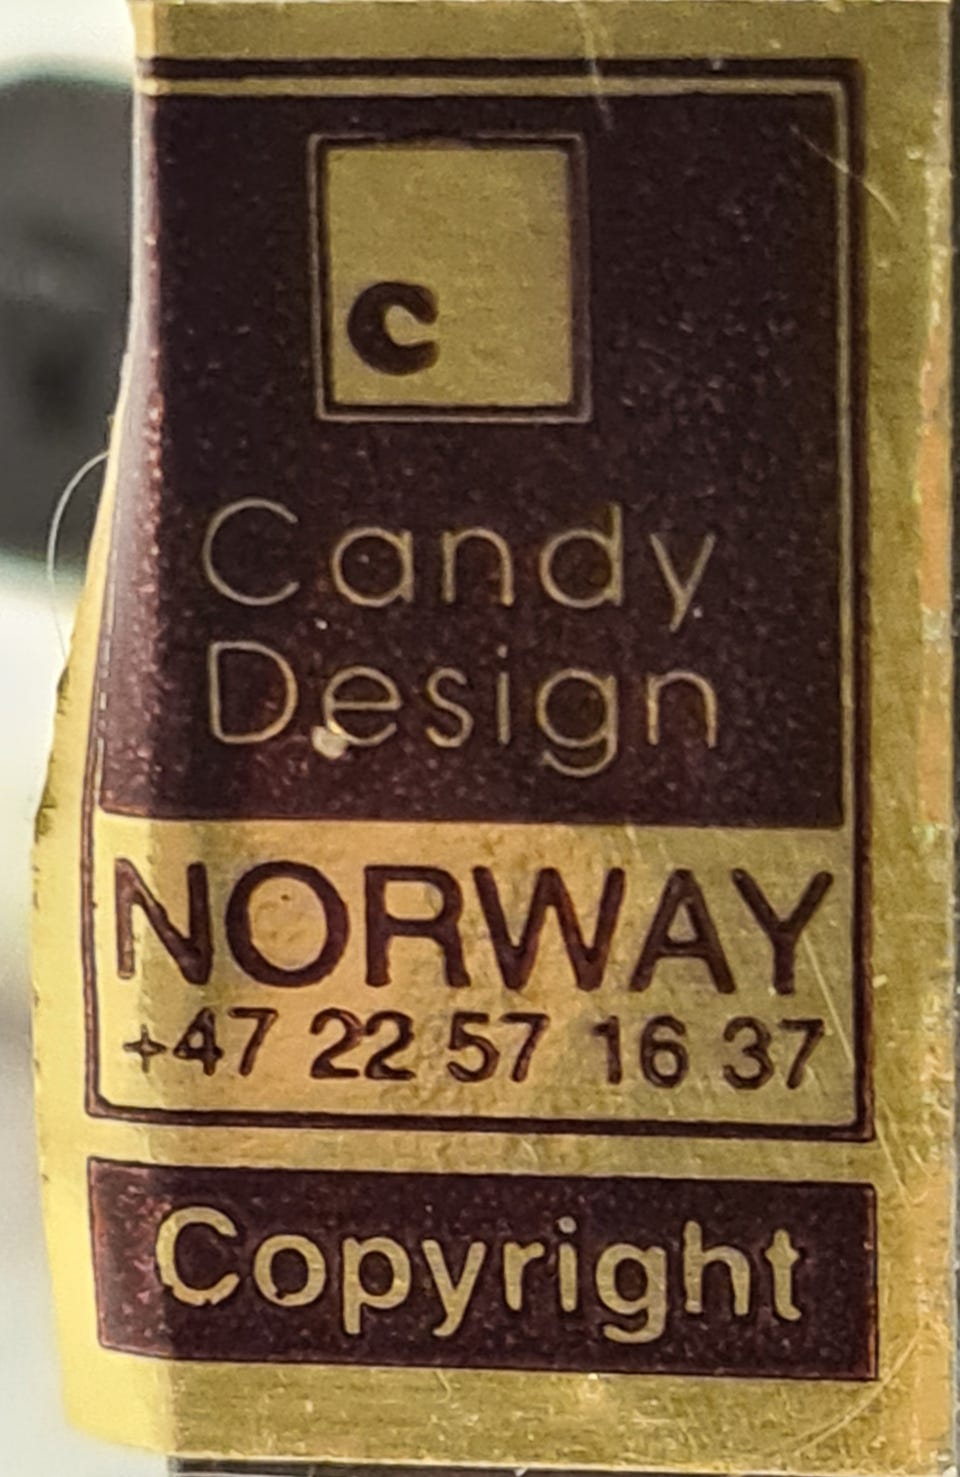 c
Candy
Design
NORWAY
+47 22 57 16 37
Copyright